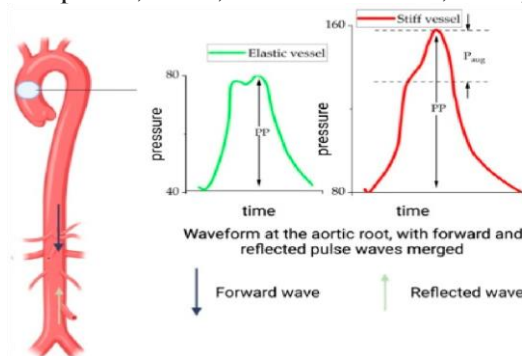 Elastic vessel
80
pressure
PP
40
time
Stiff vessel
160
Paug
pressure
PP
80
time
Waveform at the aortic root, with forward and
reflected pulse waves merged
Forward wave
Reflected wave